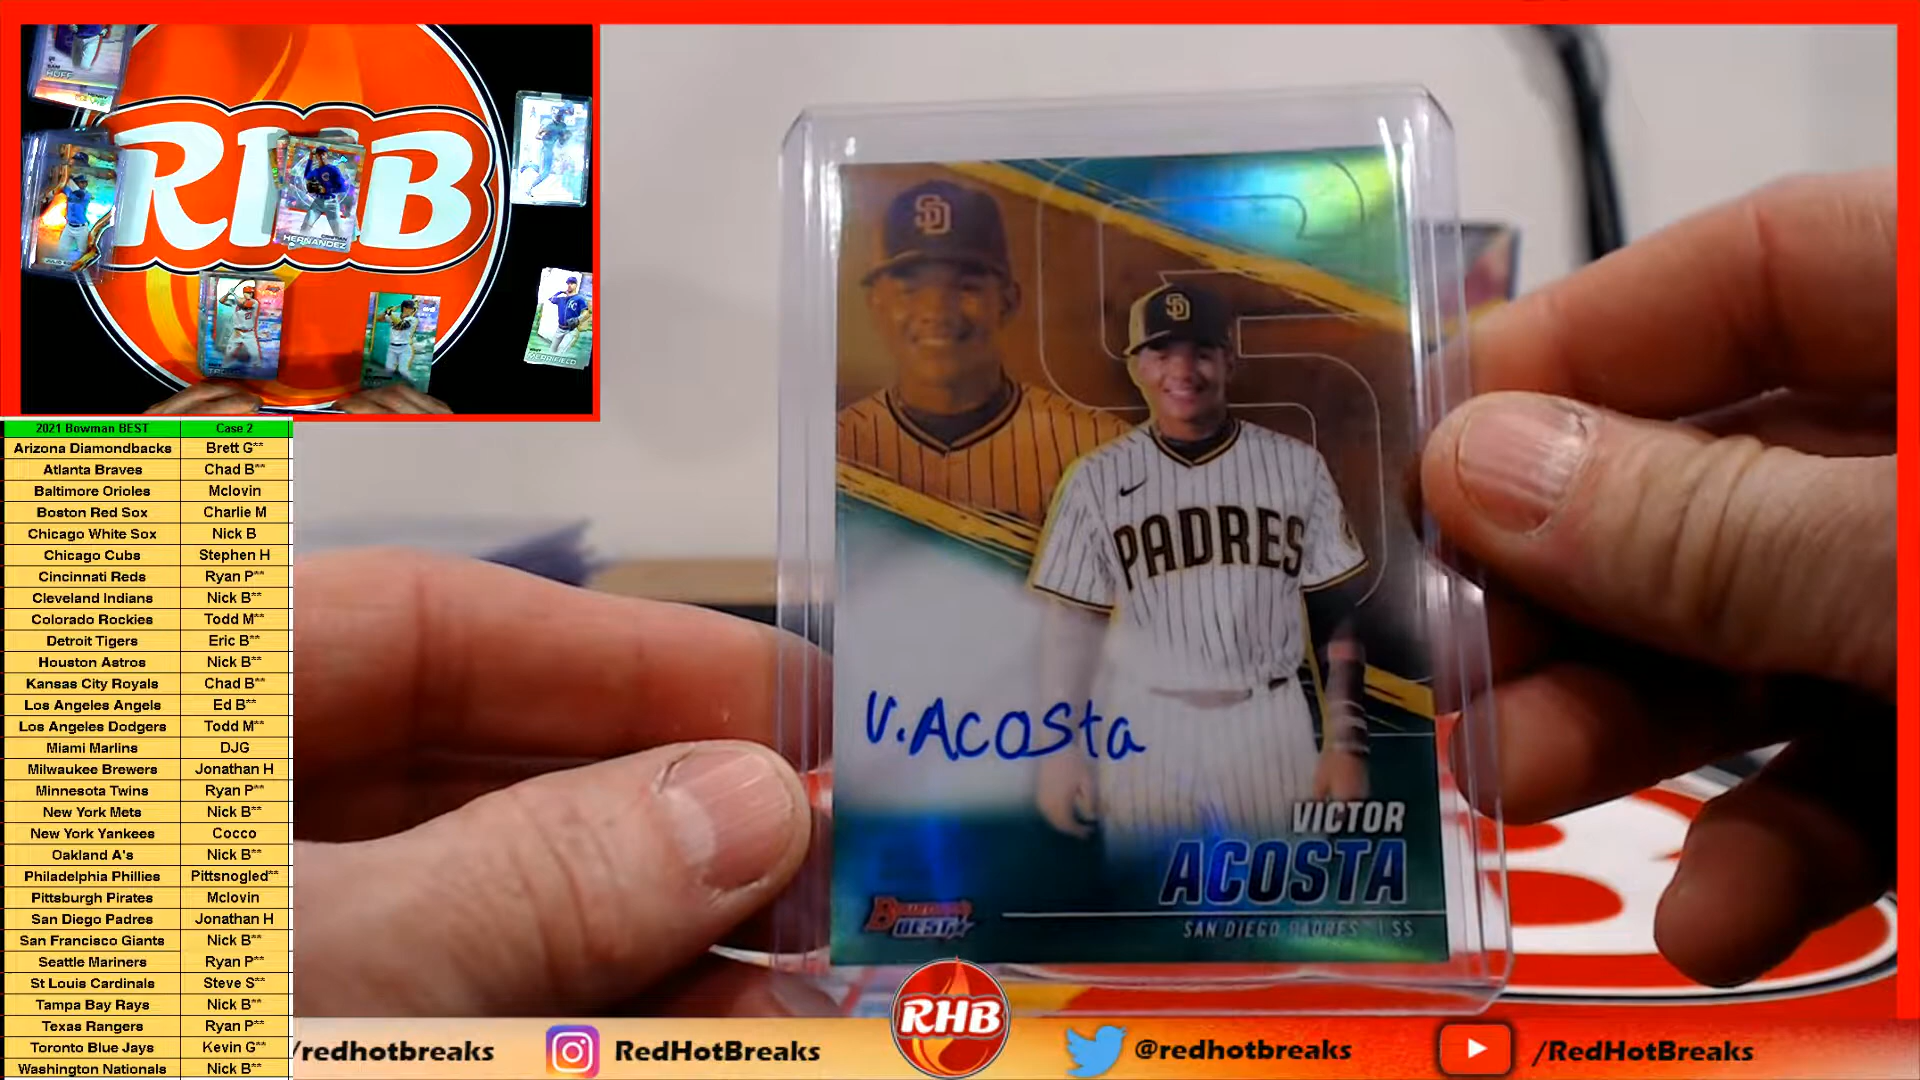 SAM
HUFF
RHB
HERNANDEZ
MERRIFIELD
2021 Bowman BEST Case 2
Arizona Diamondbacks Brett G**
Atlanta Braves Chad B**
Baltimore Orioles Mclovin
Boston Red Sox Charlie M
Chicago White Sox Nick B
Chicago Cubs Stephen H
Cincinnati Reds Ryan P**
Cleveland Indians Nick B**
Colorado Rockies Todd M**
Detroit Tigers Eric B**
Houston Astros Nick B**
Kansas City Royals Chad B**
Los Angeles Angels Ed B**
Los Angeles Dodgers Todd M**
Miami Marlins DJG
Milwaukee Brewers Jonathan H
Minnesota Twins Ryan P**
New York Mets Nick B**
New York Yankees Cocco
Oakland A's Nick B**
Philadelphia Phillies Pittsnogled**
Pittsburgh Pirates Mclovin
San Diego Padres Jonathan H
San Francisco Giants Nick B**
Seattle Mariners Ryan P**
St Louis Cardinals Steve S**
Tampa Bay Rays Nick B**
Texas Rangers Ryan P**
Toronto Blue Jays Kevin G**
Washington Nationals Nick B**
SD
SD
PADRES
V. Acosta
VICTOR
ACOSTA
BOWMAN'S
BEST
SAN DIEGO PADRES | SS
RHB
/redhotbreaks
RedHotBreaks
@redhotbreaks
/RedHotBreaks